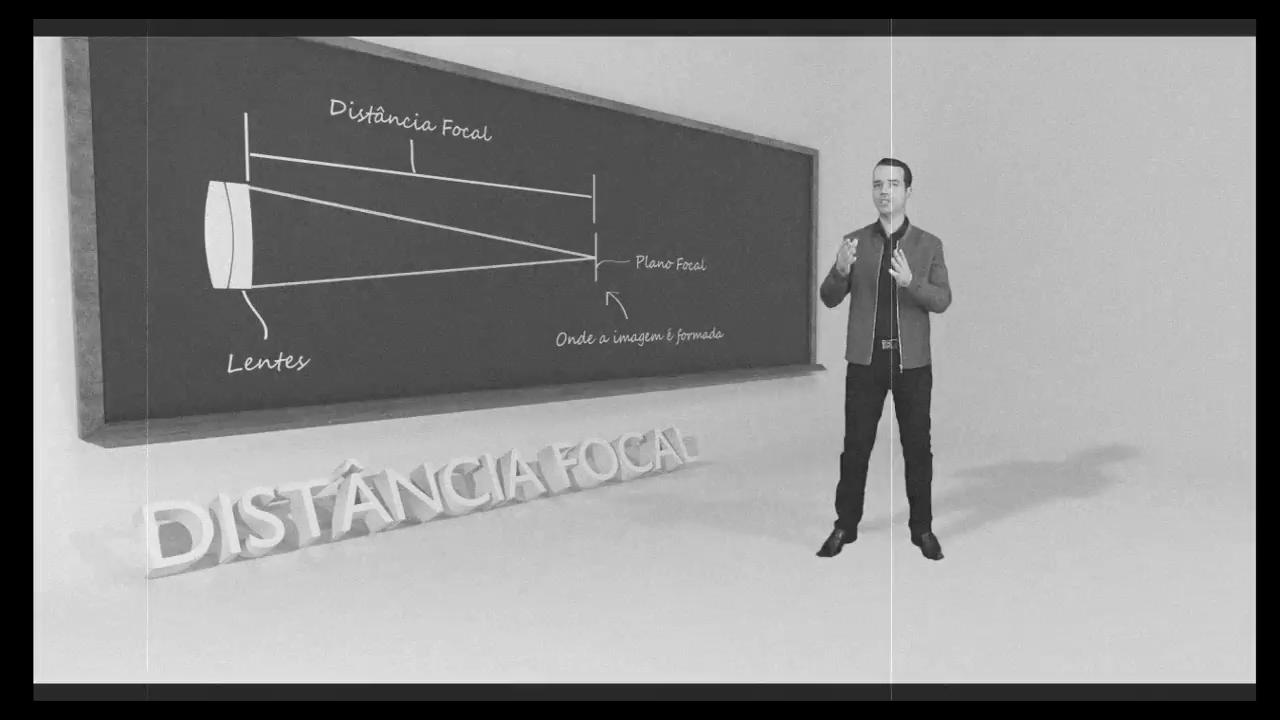 Distância Focal
Plano Focal
Onde a imagem é formada
Lentes
DISTÂNCIA FOCAL